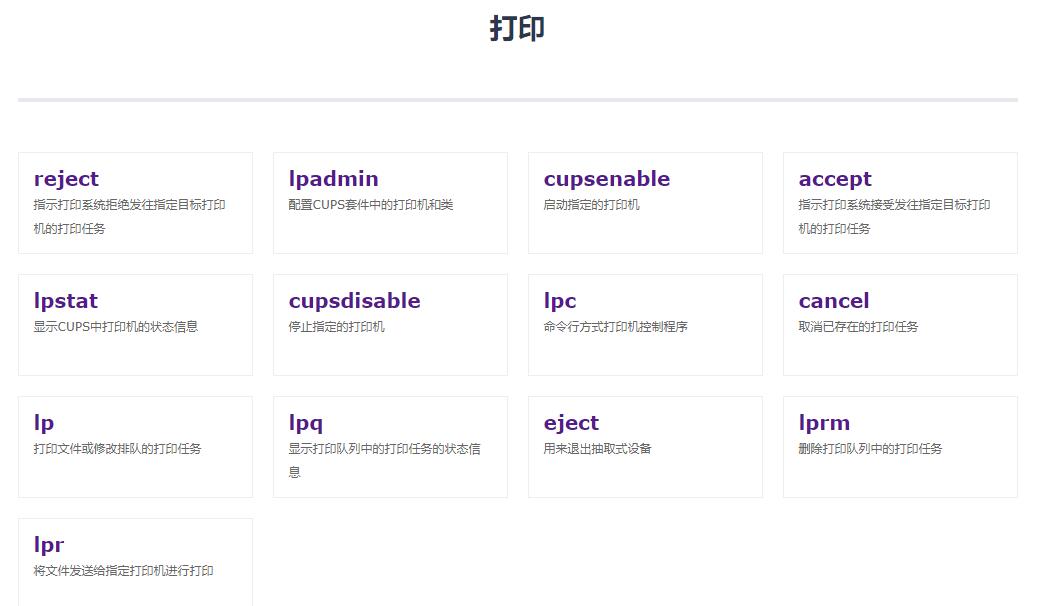 打印
reject
指示打印系统拒绝发往指定目标打印
机的打印任务
lpadmin
配置CUPS套件中的打印机和类
cupsenable
启动指定的打印机
accept
指示打印系统接受发往指定目标打印
机的打印任务
lpstat
显示CUPS中打印机的状态信息
cupsdisable
停止指定的打印机
lpc
命令行方式打印机控制程序
cancel
取消已存在的打印任务
lp
打印文件或修改排队的打印任务
lpq
显示打印队列中的打印任务的状态信
息
eject
用来退出抽取式设备
lprm
删除打印队列中的打印任务
lpr
将文件发送给指定打印机进行打印